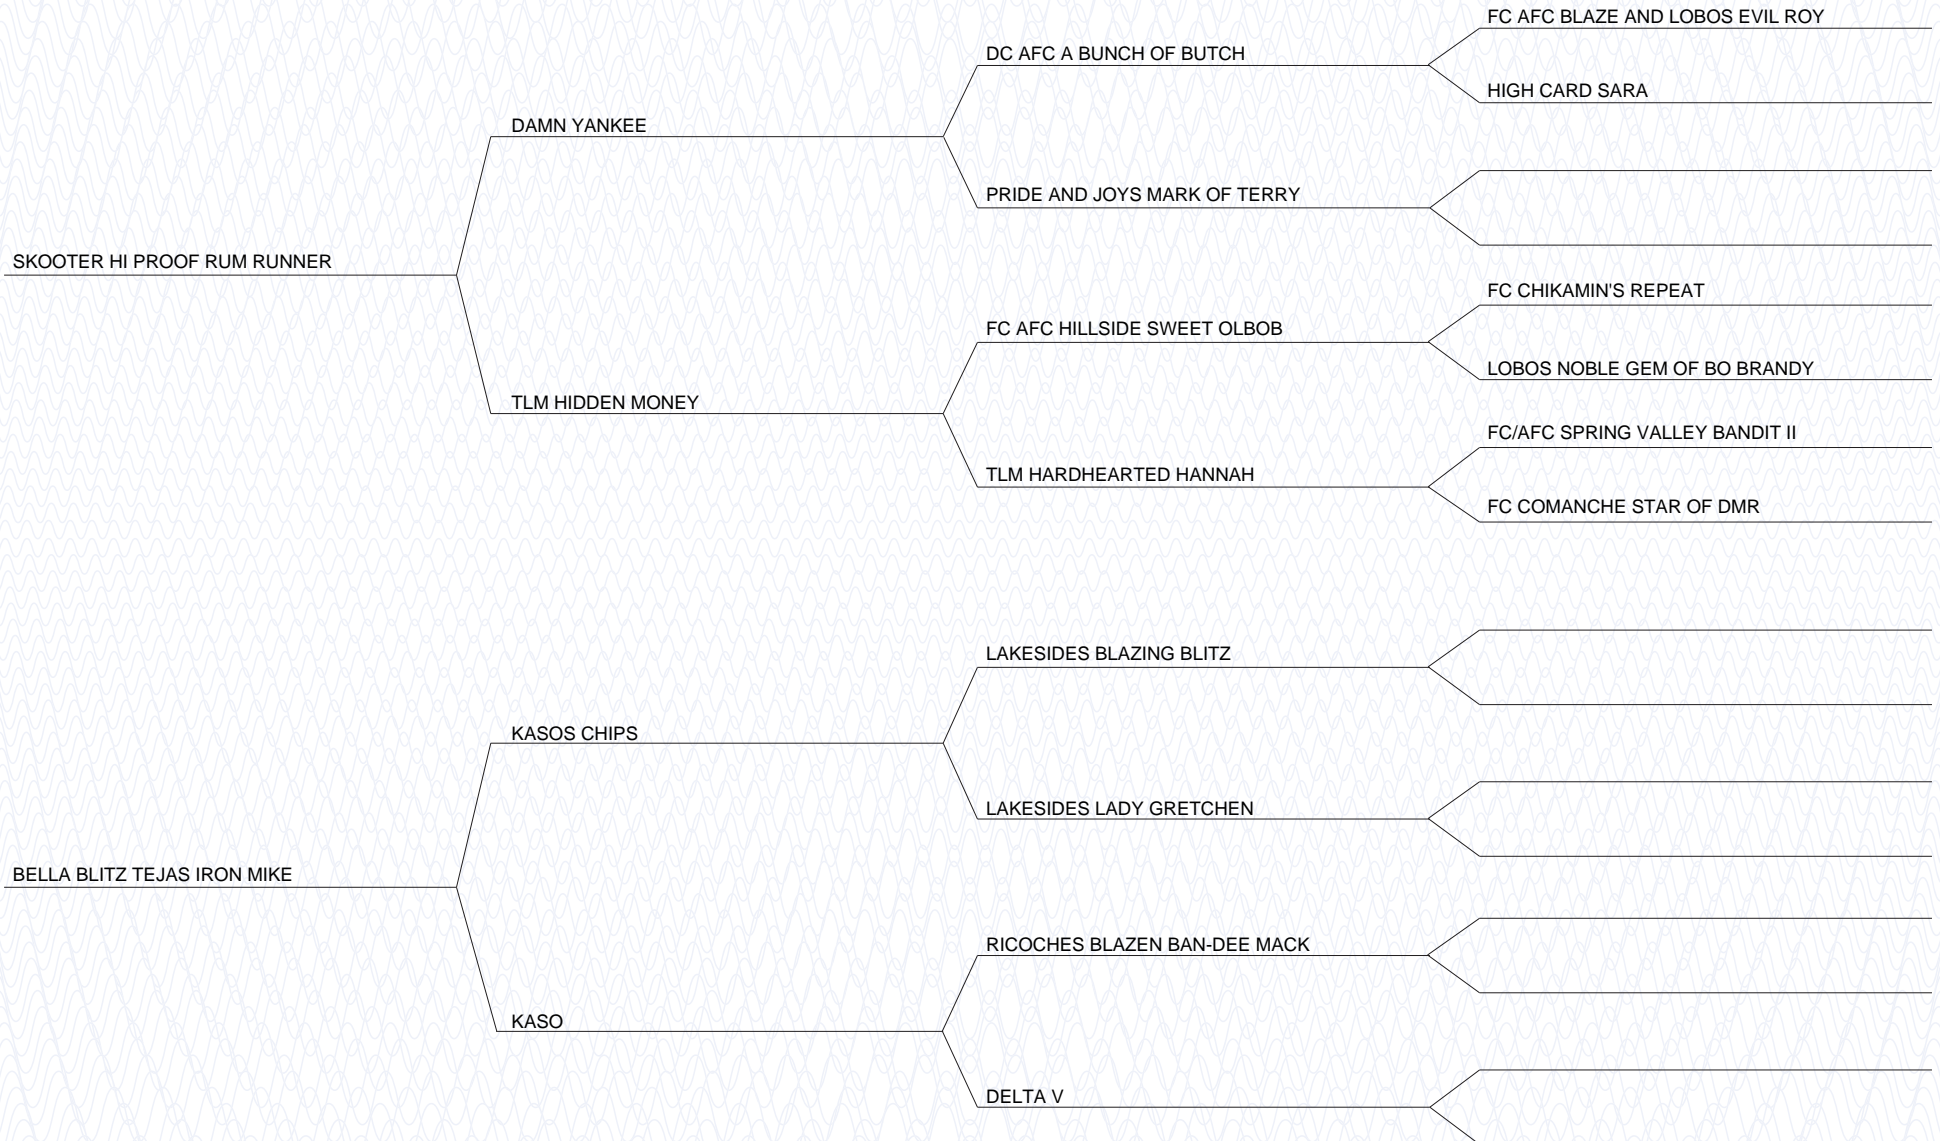 FC AFC BLAZE AND LOBOS EVIL ROY
DC AFC A BUNCH OF BUTCH
HIGH CARD SARA
DAMN YANKEE
PRIDE AND JOYS MARK OF TERRY
SKOOTER HI PROOF RUM RUNNER
FC CHIKAMIN'S REPEAT
FC AFC HILLSIDE SWEET OLBOB
LOBOS NOBLE GEM OF BO BRANDY
TLM HIDDEN MONEY
FC/AFC SPRING VALLEY BANDIT II
TLM HARDHEARTED HANNAH
FC COMANCHE STAR OF DMR
LAKESIDES BLAZING BLITZ
KASOS CHIPS
LAKESIDES LADY GRETCHEN
BELLA BLITZ TEJAS IRON MIKE
RICOCHES BLAZEN BAN-DEE MACK
KASO
DELTA V